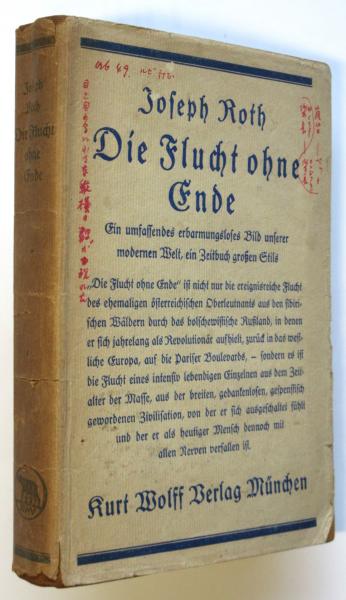 Joseph
Roth
Die Flucht
ohne
Ende
Joseph Roth
Die Flucht ohne
Ende
Ein umfassendes erbarmungsloses Bild unserer
modernen Welt, ein Zeitbuch großen Stils
„Die Flucht ohne Ende“ ist nicht nur die ereignisreiche Flucht
des ehemaligen österreichischen Oberleutnants aus den sibiri-
schen Wäldern durch das bolschewistische Rußland, in denen
er sich jahrelang als Revolutionär aufhielt, zurück in das west-
liche Europa, auf die Pariser Boulevards, – sondern es ist
die Flucht eines intensiv lebendigen Einzelnen aus dem Zeit-
alter der Masse, aus der breiten, gedankenlosen, gespenstisch
gewordenen Zivilisation, von der er sich ausgeschaltet fühlt
und der er als heutiger Mensch dennoch mit
allen Nerven verfallen ist.
Kurt Wolff Verlag München